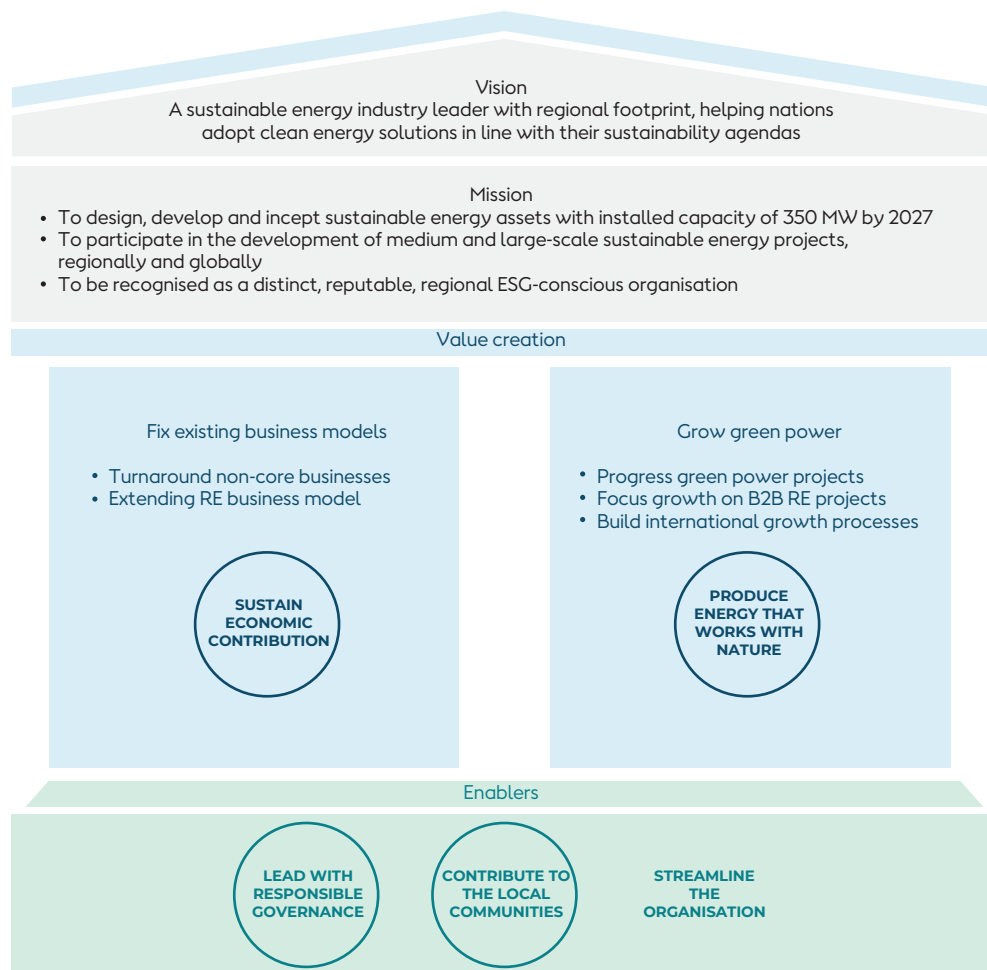 Vision
A sustainable energy industry leader with regional footprint, helping nations
adopt clean energy solutions in line with their sustainability agendas
Mission
• To design, develop and incept sustainable energy assets with installed capacity of 350 MW by 2027
• To participate in the development of medium and large-scale sustainable energy projects,
regionally and globally
• To be recognised as a distinct, reputable, regional ESG-conscious organisation
Value creation
Fix existing business models
• Turnaround non-core businesses
• Extending RE business model
SUSTAIN
ECONOMIC
CONTRIBUTION
Grow green power
• Progress green power projects
• Focus growth on B2B RE projects
• Build international growth processes
PRODUCE
ENERGY THAT
WORKS WITH
NATURE
Enablers
LEAD WITH
RESPONSIBLE
GOVERNANCE
CONTRIBUTE TO
THE LOCAL
COMMUNITIES
STREAMLINE
THE
ORGANISATION